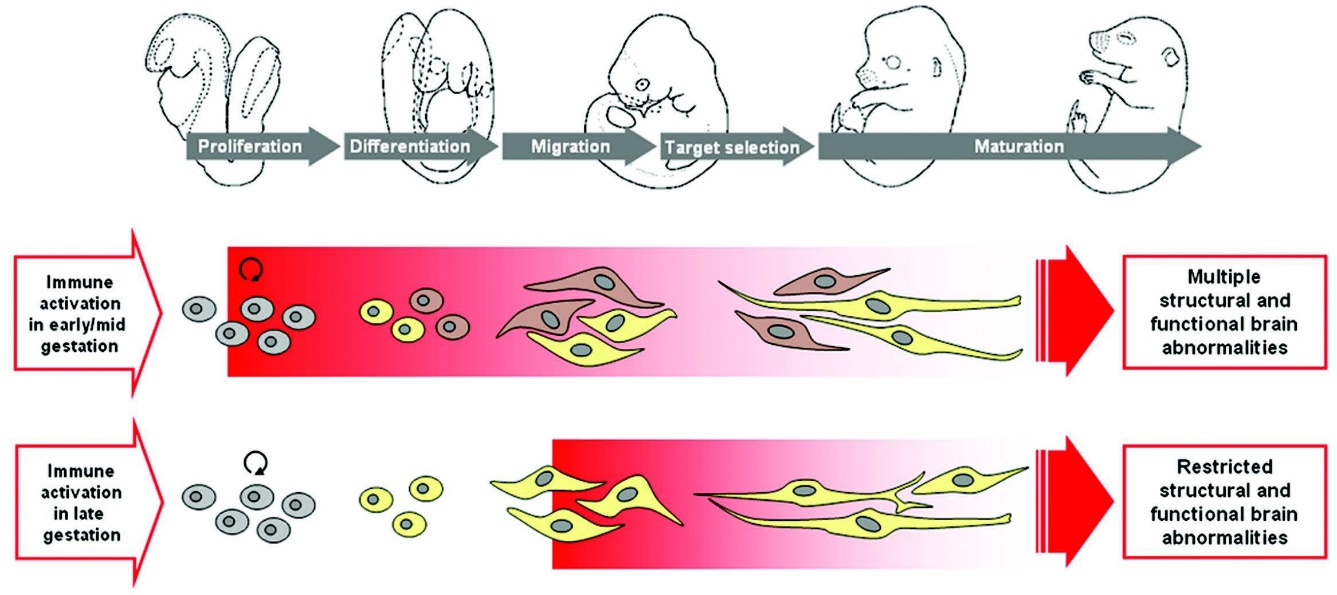 Proliferation
Differentiation
Migration
Target selection
Maturation
Immune
activation
in early/mid
gestation
Multiple
structural and
functional brain
abnormalities
Immune
activation
in late
gestation
Restricted
structural and
functional brain
abnormalities